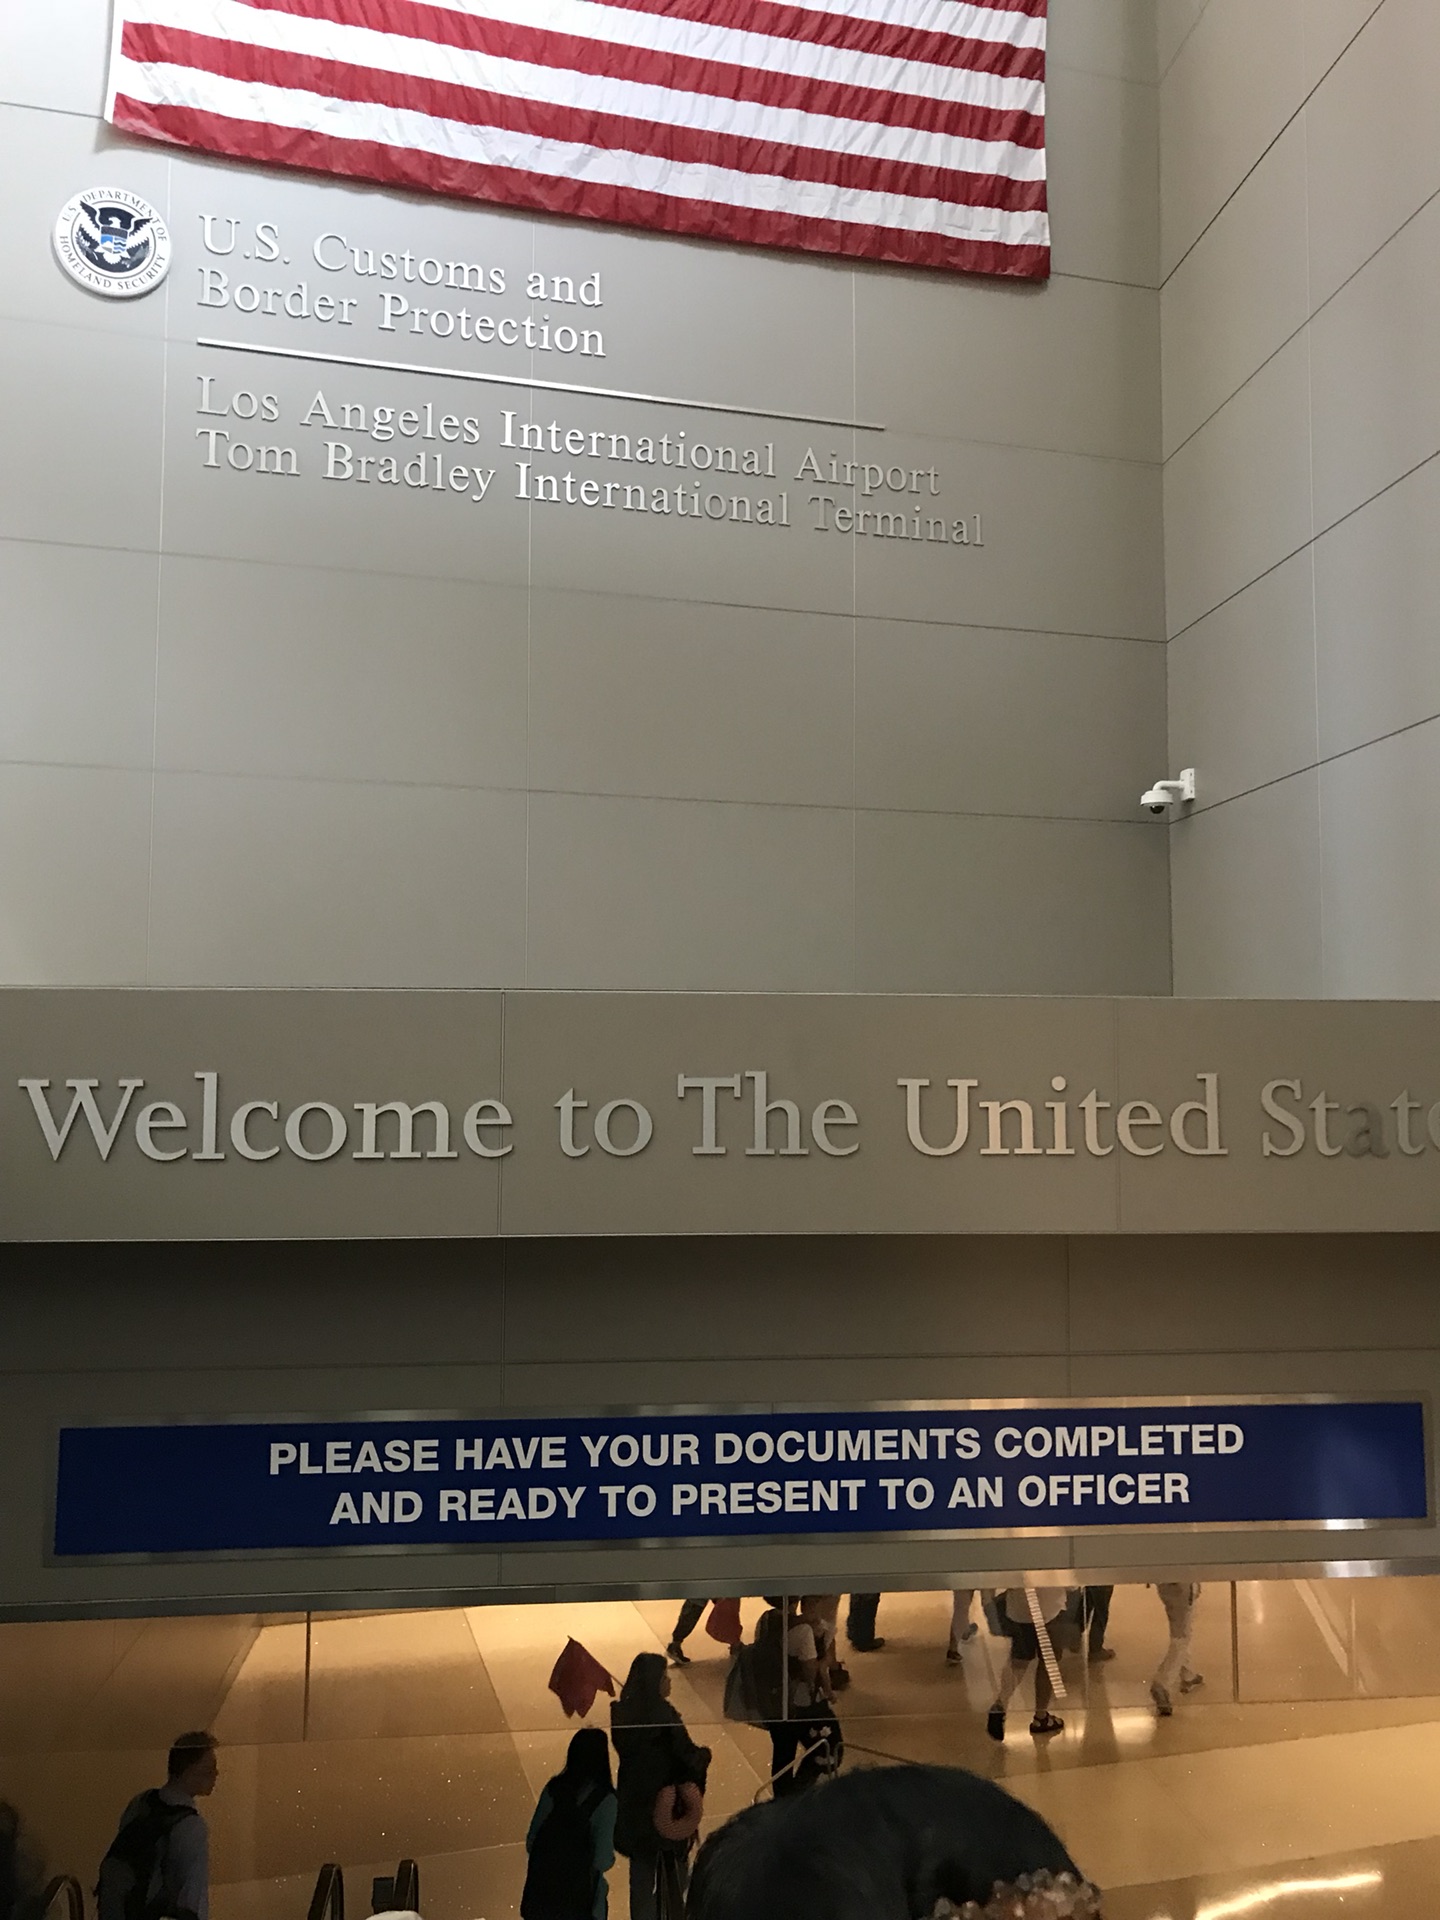 U.S. DEPARTMENT OF
HOMELAND SECURITY
U.S. Customs and
Border Protection
Los Angeles International Airport
Tom Bradley International Terminal
Welcome to The United State
PLEASE HAVE YOUR DOCUMENTS COMPLETED
AND READY TO PRESENT TO AN OFFICER